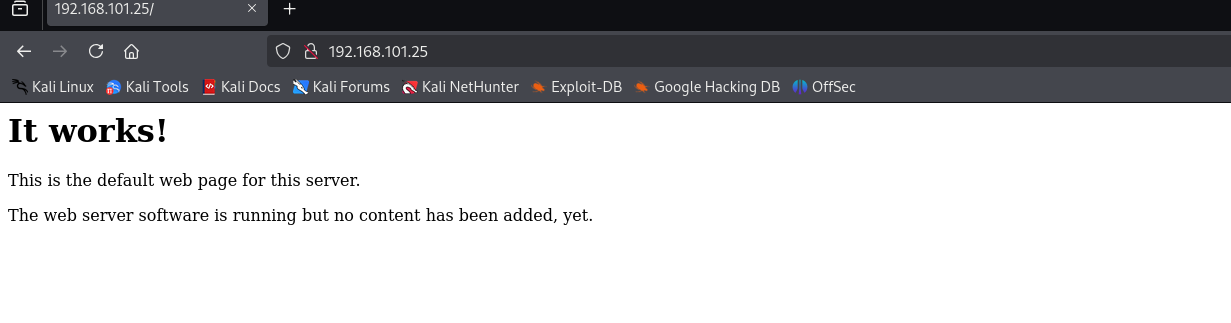 192.168.101.25/
192.168.101.25
Kali Linux Kali Tools Kali Docs Kali Forums Kali NetHunter Exploit-DB Google Hacking DB OffSec
It works!
This is the default web page for this server.
The web server software is running but no content has been added, yet.